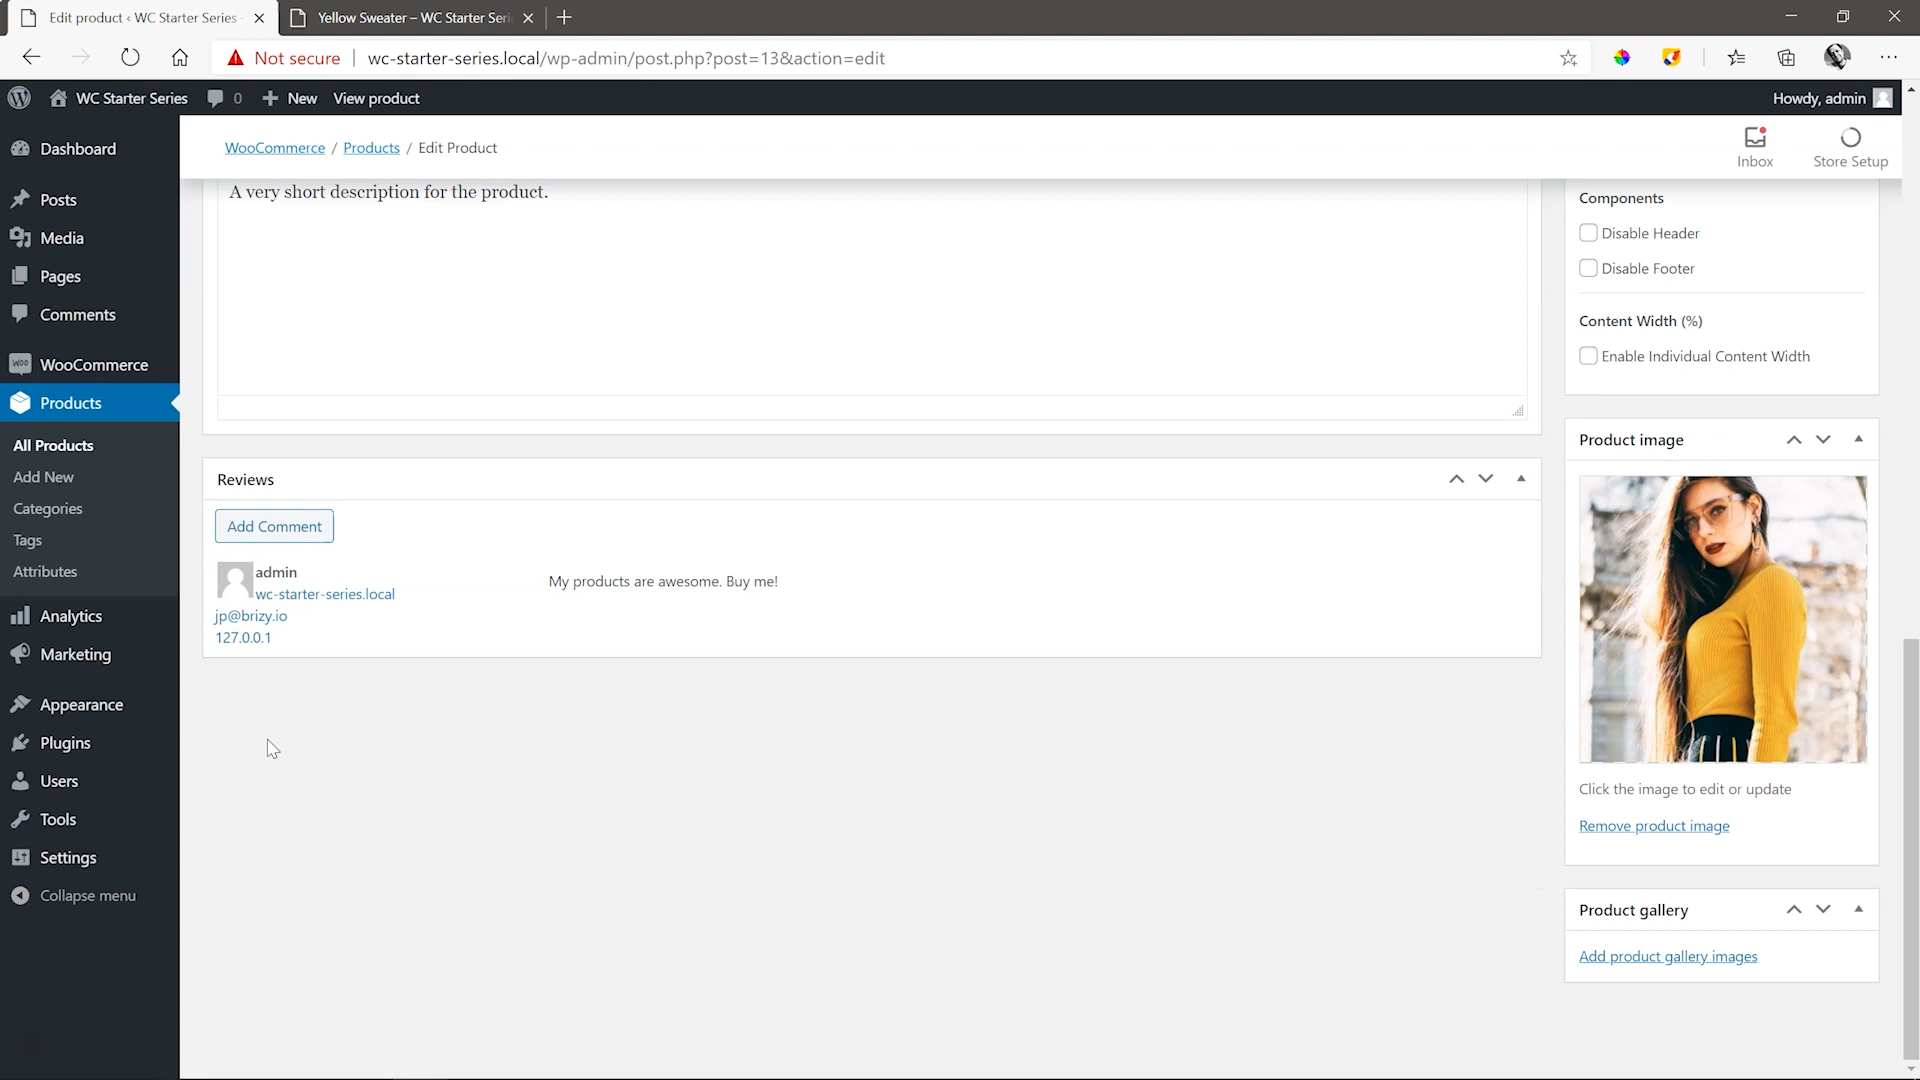 Edit product ‹ WC Starter Series
Yellow Sweater – WC Starter Seri
Not secure
wc-starter-series.local/wp-admin/post.php?post=13&action=edit
WC Starter Series
0
New
View product
Howdy, admin
Dashboard
Posts
Media
Pages
Comments
WooCommerce
Products
All Products
Add New
Categories
Tags
Attributes
Analytics
Marketing
Appearance
Plugins
Users
Tools
Settings
Collapse menu
WooCommerce / Products / Edit Product
Inbox
Store Setup
A very short description for the product.
Reviews
Add Comment
admin
wc-starter-series.local
jp@brizy.io
127.0.0.1
My products are awesome. Buy me!
Components
Disable Header
Disable Footer
Content Width (%)
Enable Individual Content Width
Product image
Click the image to edit or update
Remove product image
Product gallery
Add product gallery images